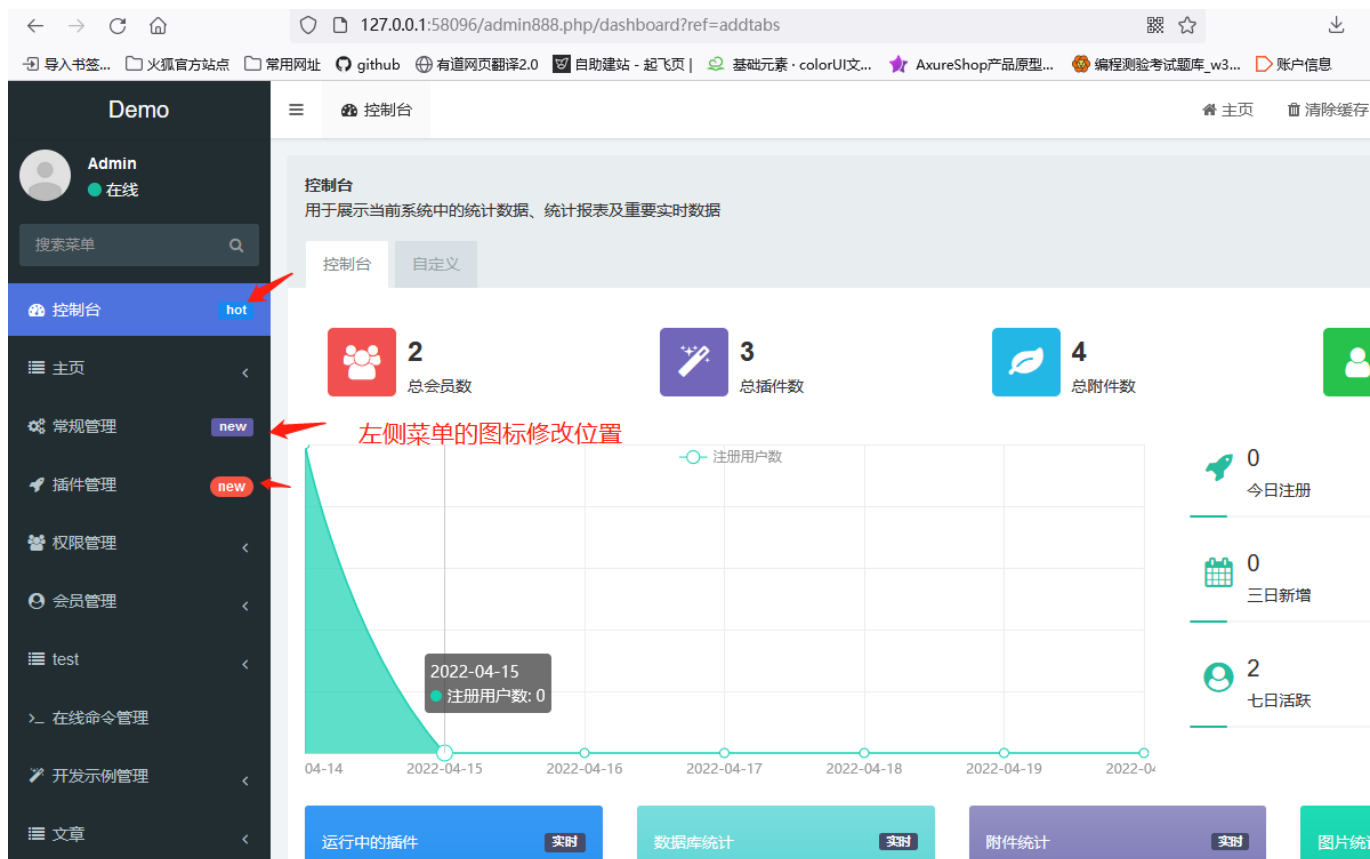 127.0.0.1:58096/admin888.php/dashboard?ref=addtabs
导入书签... 火狐官方站点 常用网址 github 有道网页翻译2.0 自助建站 - 起飞页 | 基础元素 · colorUI文... AxureShop产品原型... 编程测验考试题库_w3... 账户信息
Demo
控制台
主页
清除缓存
Admin
在线
搜索菜单
控制台 hot
主页
常规管理 new
插件管理 new
权限管理
会员管理
test
在线命令管理
开发示例管理
文章
控制台
用于展示当前系统中的统计数据、统计报表及重要实时数据
控制台 自定义
2
总会员数
3
总插件数
4
总附件数
左侧菜单的图标修改位置
注册用户数
2022-04-15
注册用户数: 0
04-14 2022-04-15 2022-04-16 2022-04-17 2022-04-18 2022-04-19 2022-0
0
今日注册
0
三日新增
2
七日活跃
运行中的插件 实时
数据库统计 实时
附件统计 实时
图片统